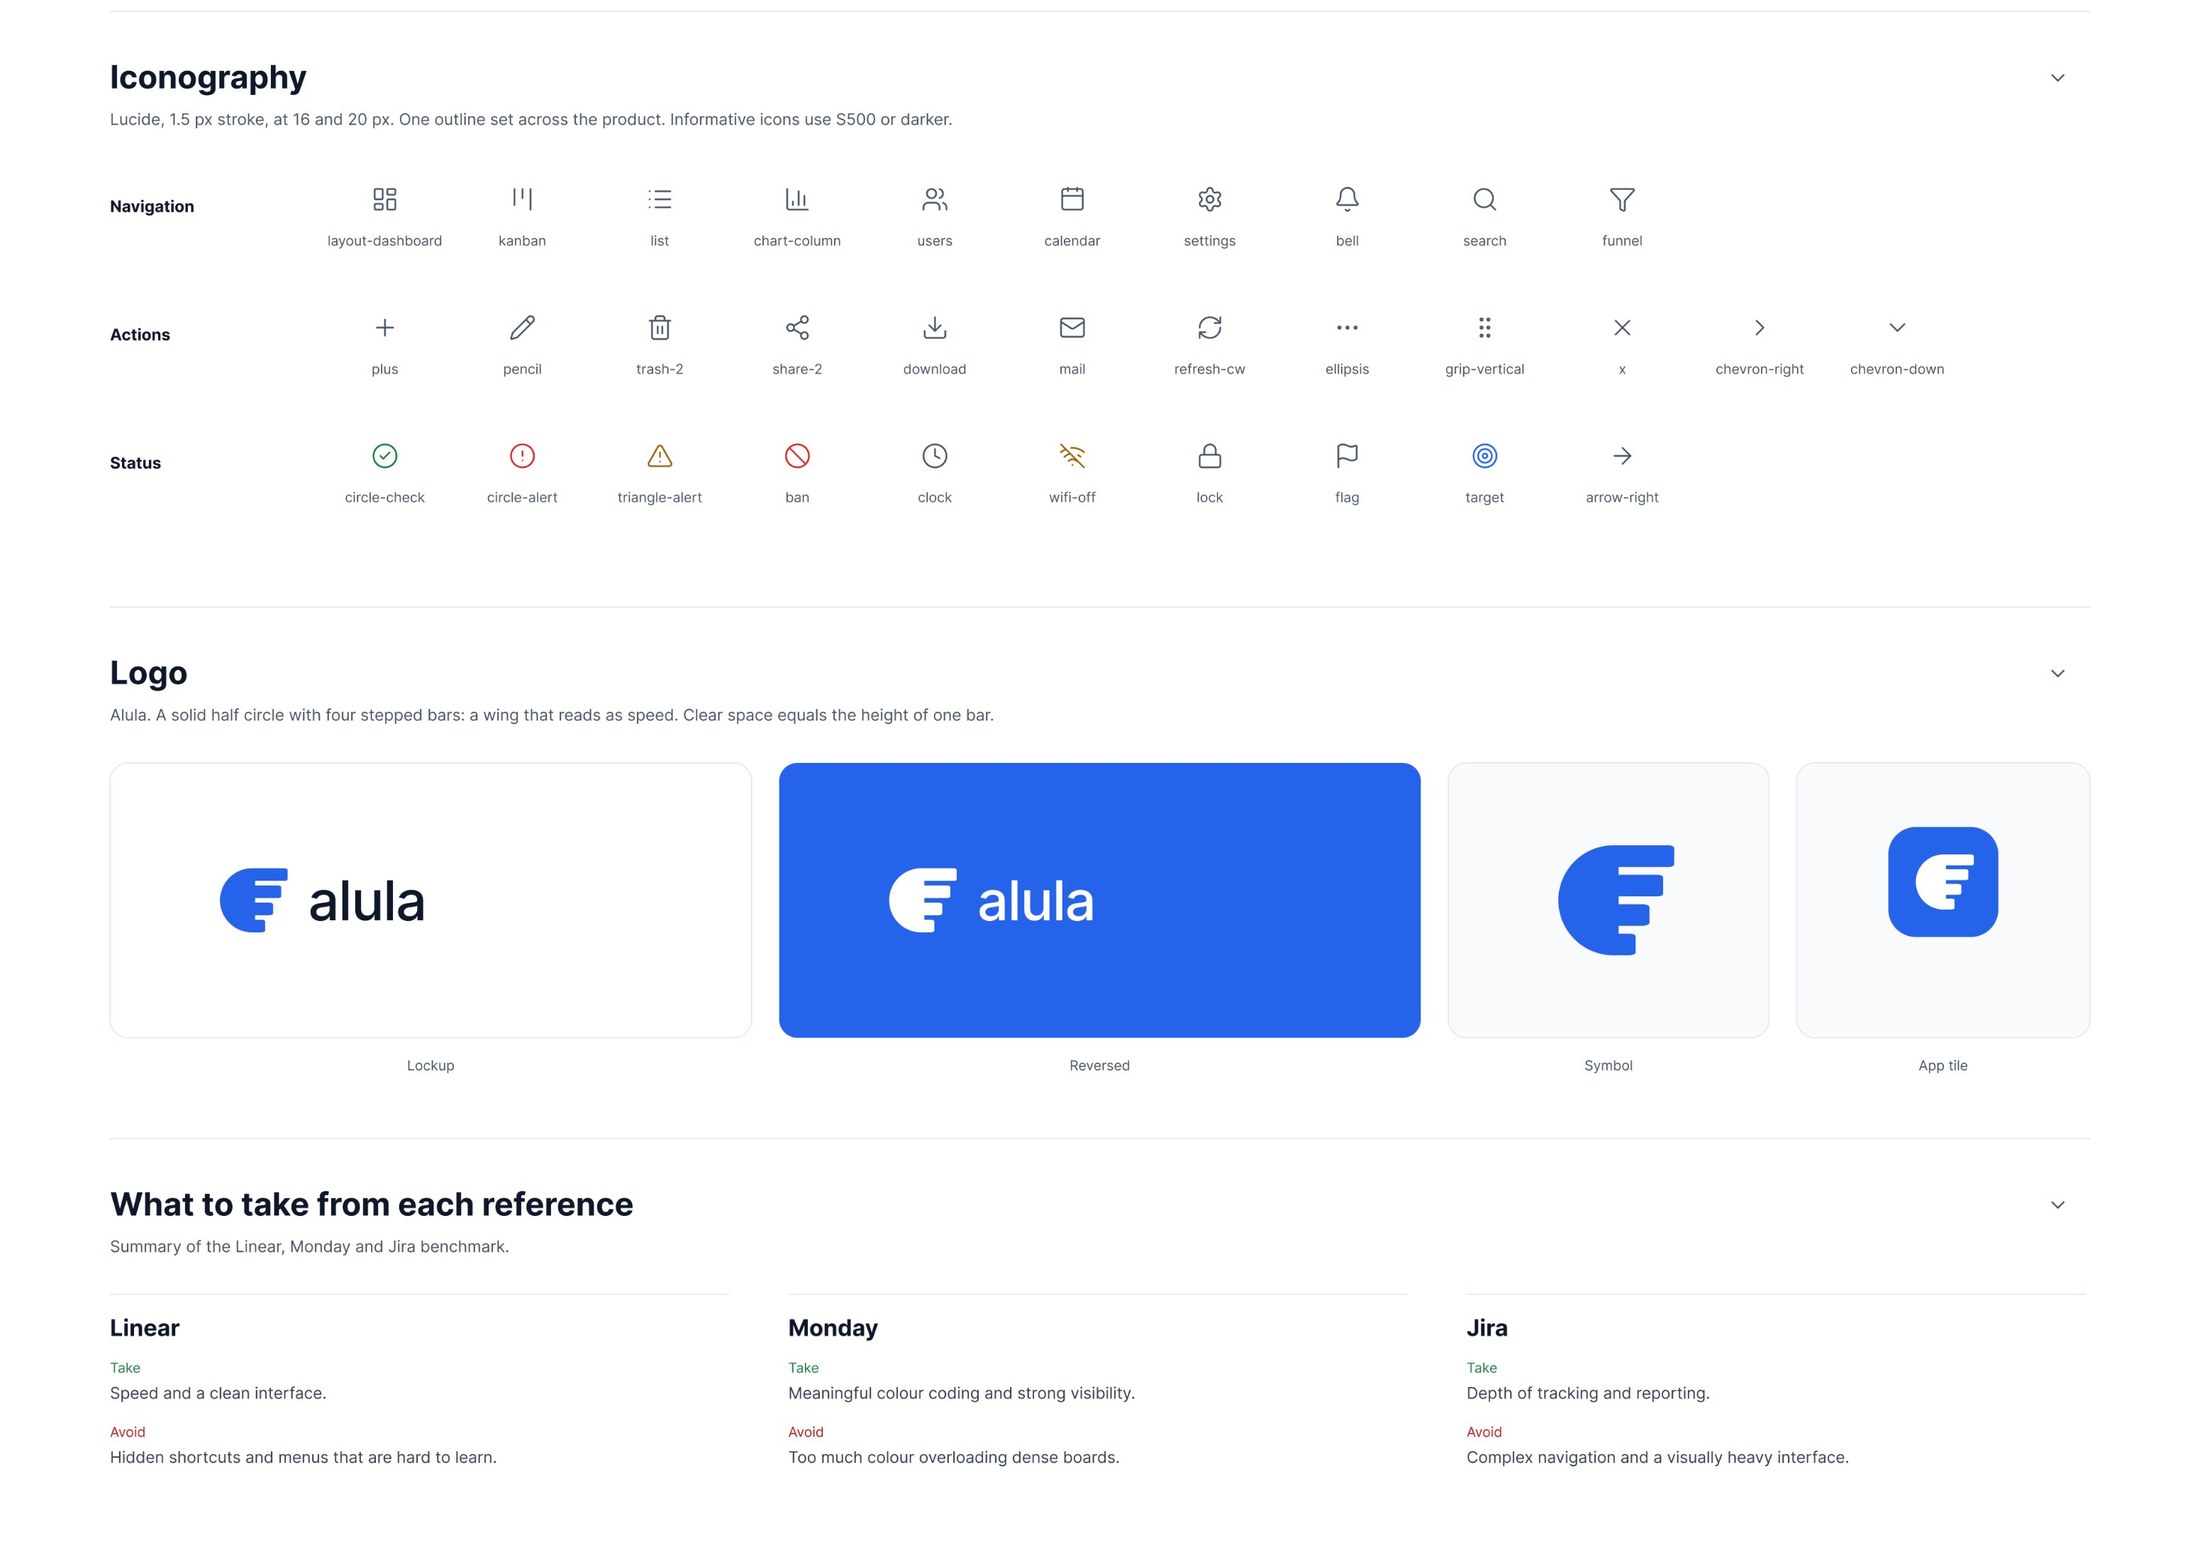 Iconography
Lucide, 1.5 px stroke, at 16 and 20 px. One outline set across the product. Informative icons use S500 or darker.
Navigation
layout-dashboard kanban list chart-column users calendar settings bell search funnel
Actions
plus pencil trash-2 share-2 download mail refresh-cw ellipsis grip-vertical x chevron-right chevron-down
Status
circle-check circle-alert triangle-alert ban clock wifi-off lock flag target arrow-right
Logo
Alula. A solid half circle with four stepped bars: a wing that reads as speed. Clear space equals the height of one bar.
alula
alula
Lockup
Reversed
Symbol
App tile
What to take from each reference
Summary of the Linear, Monday and Jira benchmark.
Linear
Take
Speed and a clean interface.
Avoid
Hidden shortcuts and menus that are hard to learn.
Monday
Take
Meaningful colour coding and strong visibility.
Avoid
Too much colour overloading dense boards.
Jira
Take
Depth of tracking and reporting.
Avoid
Complex navigation and a visually heavy interface.